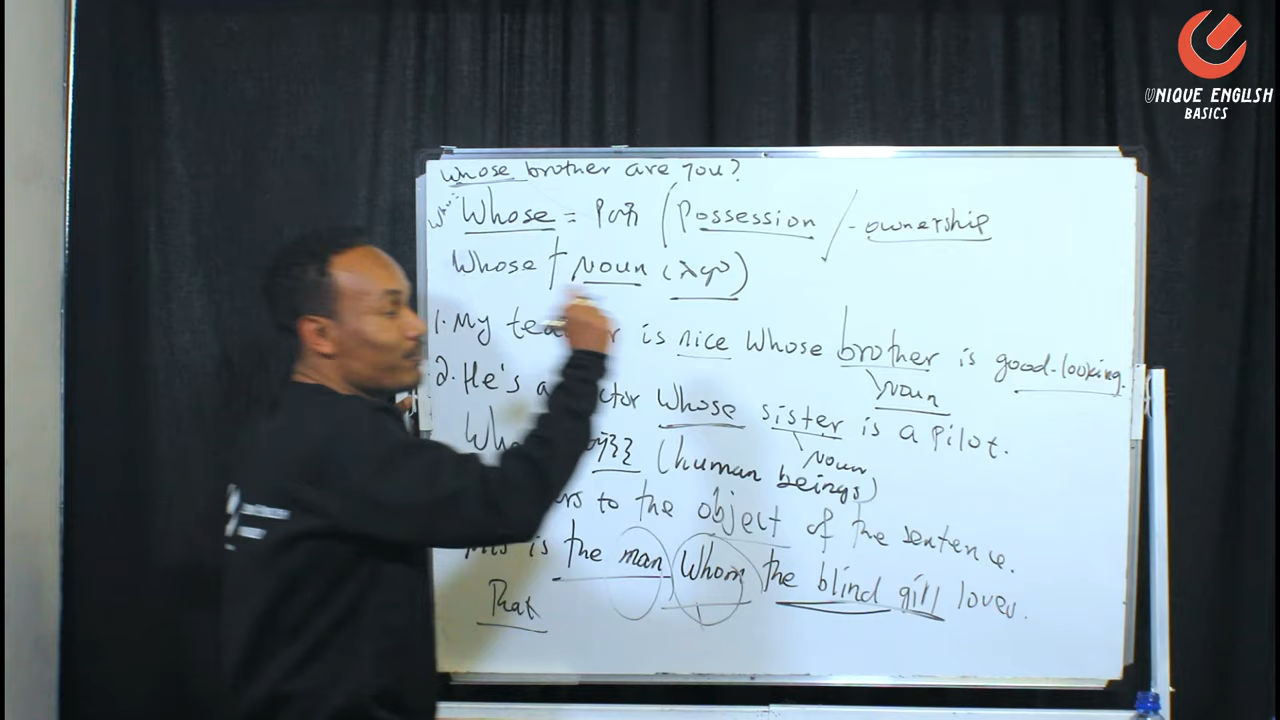 UNIQUE ENGLISH
BASICS
Whose brother are you?
Whose = የማን (Possession / - ownership
Whose + Noun (ስም)
1. My teacher is nice whose brother is good-looking.
Noun
2. He's a doctor whose sister is a pilot.
Noun
(human beings)
to the object of the sentence.
This is the man whom the blind girl loves.
That